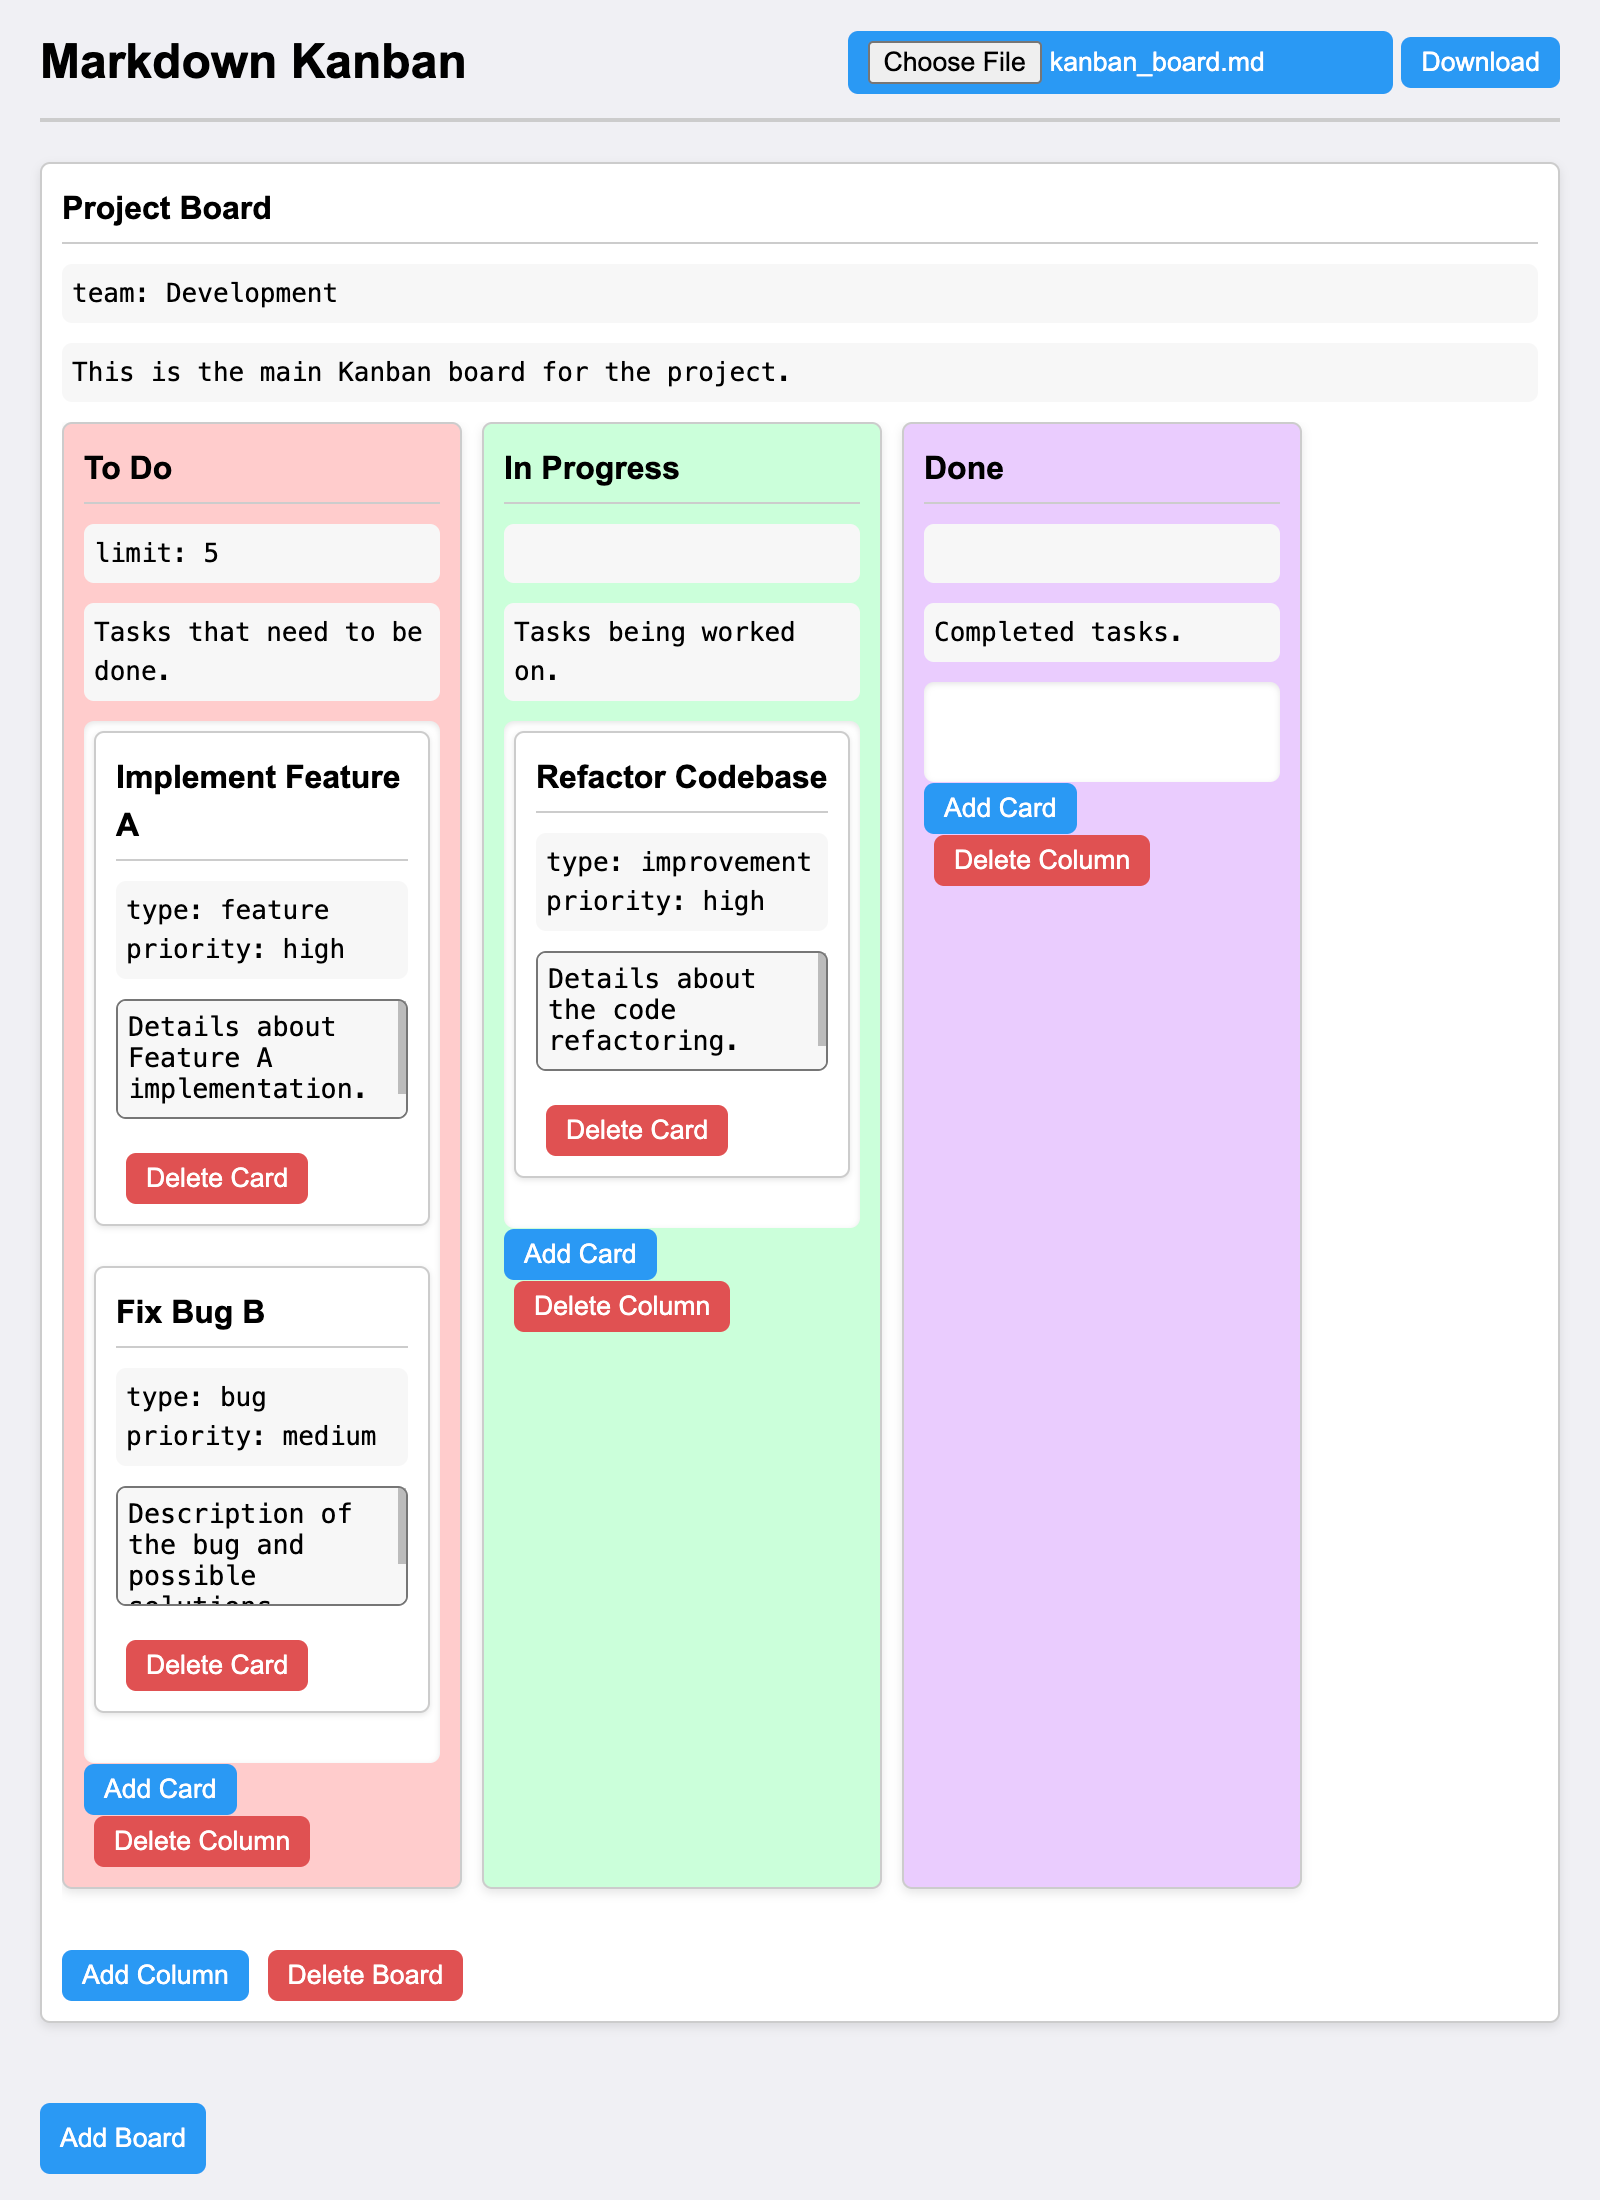 Markdown Kanban
Choose File kanban_board.md
Download
Project Board
team: Development
This is the main Kanban board for the project.
To Do
limit: 5
Tasks that need to be
done.
Implement Feature
A
type: feature
priority: high
Details about
Feature A
implementation.
Delete Card
Fix Bug B
type: bug
priority: medium
Description of
the bug and
possible
solutions
Delete Card
Add Card
Delete Column
In Progress
Tasks being worked
on.
Refactor Codebase
type: improvement
priority: high
Details about
the code
refactoring.
Delete Card
Add Card
Delete Column
Done
Completed tasks.
Add Card
Delete Column
Add Column
Delete Board
Add Board